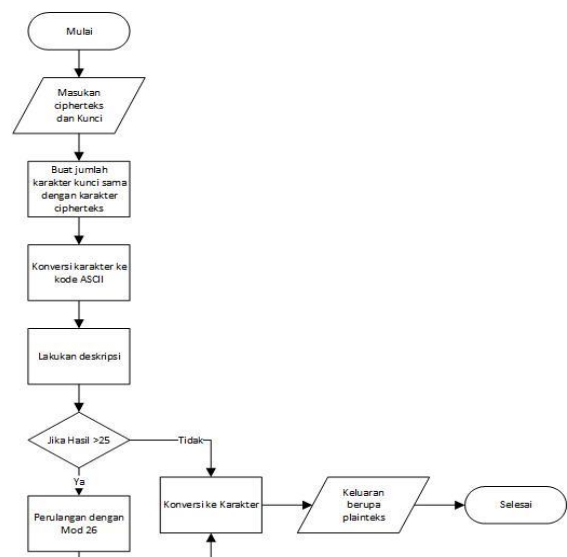 Mulai
Masukan
cipherteks
dan Kunci
Buat jumlah
karakter kunci sama
dengan karakter
cipherteks
Konversi karakter ke
kode ASCII
Lakukan deskripsi
Jika Hasil >25
Tidak
Ya
Perulangan dengan
Mod 26
Konversi ke Karakter
Keluaran
berupa
plainteks
Selesai